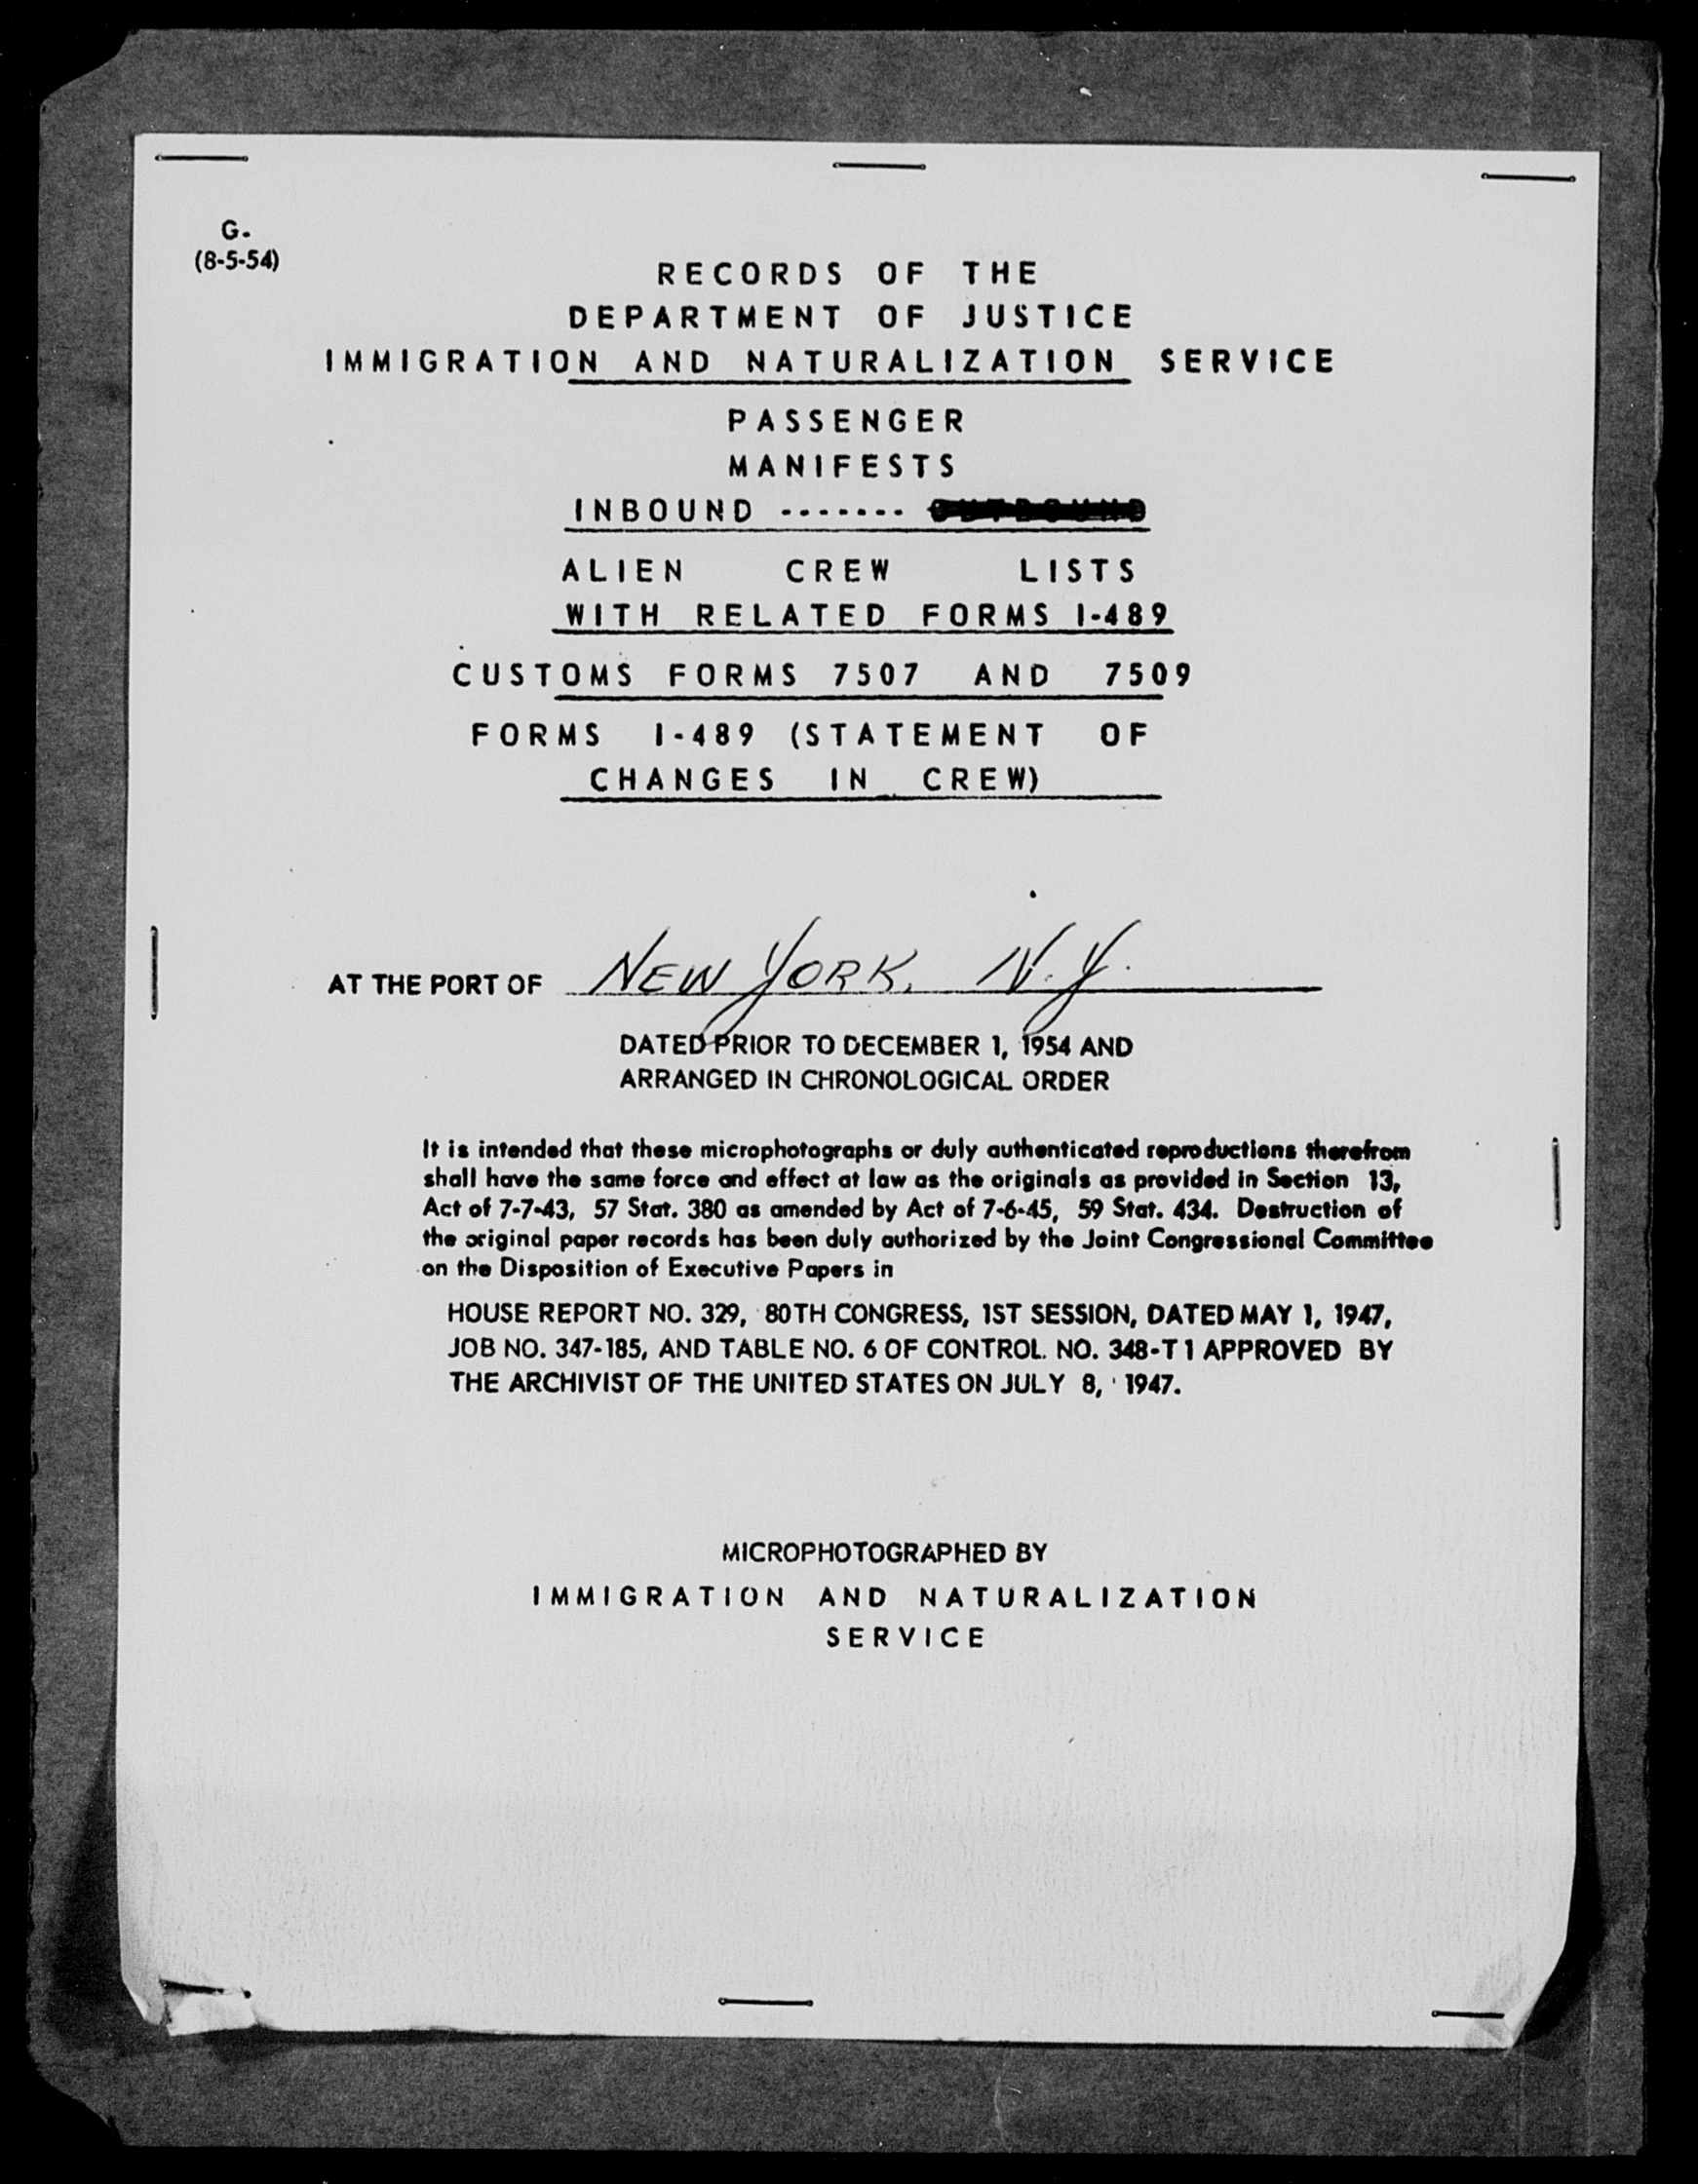 G-
(8-5-54)
RECORDS OF THE
DEPARTMENT OF JUSTICE
IMMIGRATION AND NATURALIZATION SERVICE
PASSENGER
MANIFESTS
INBOUND ------- OUTBOUND
ALIEN CREW LISTS
WITH RELATED FORMS I-489
CUSTOMS FORMS 7507 AND 7509
FORMS I-489 (STATEMENT OF
CHANGES IN CREW)
AT THE PORT OF NEW YORK, N.Y.
DATED PRIOR TO DECEMBER 1, 1954 AND
ARRANGED IN CHRONOLOGICAL ORDER
It is intended that these microphotographs or duly authenticated reproductions therefrom
shall have the same force and effect at law as the originals as provided in Section 13,
Act of 7-7-43, 57 Stat. 380 as amended by Act of 7-6-45, 59 Stat. 434. Destruction of
the original paper records has been duly authorized by the Joint Congressional Committee
on the Disposition of Executive Papers in
HOUSE REPORT NO. 329, 80TH CONGRESS, 1ST SESSION, DATED MAY 1, 1947,
JOB NO. 347-185, AND TABLE NO. 6 OF CONTROL NO. 348-T1 APPROVED BY
THE ARCHIVIST OF THE UNITED STATES ON JULY 8, 1947.
MICROPHOTOGRAPHED BY
IMMIGRATION AND NATURALIZATION
SERVICE